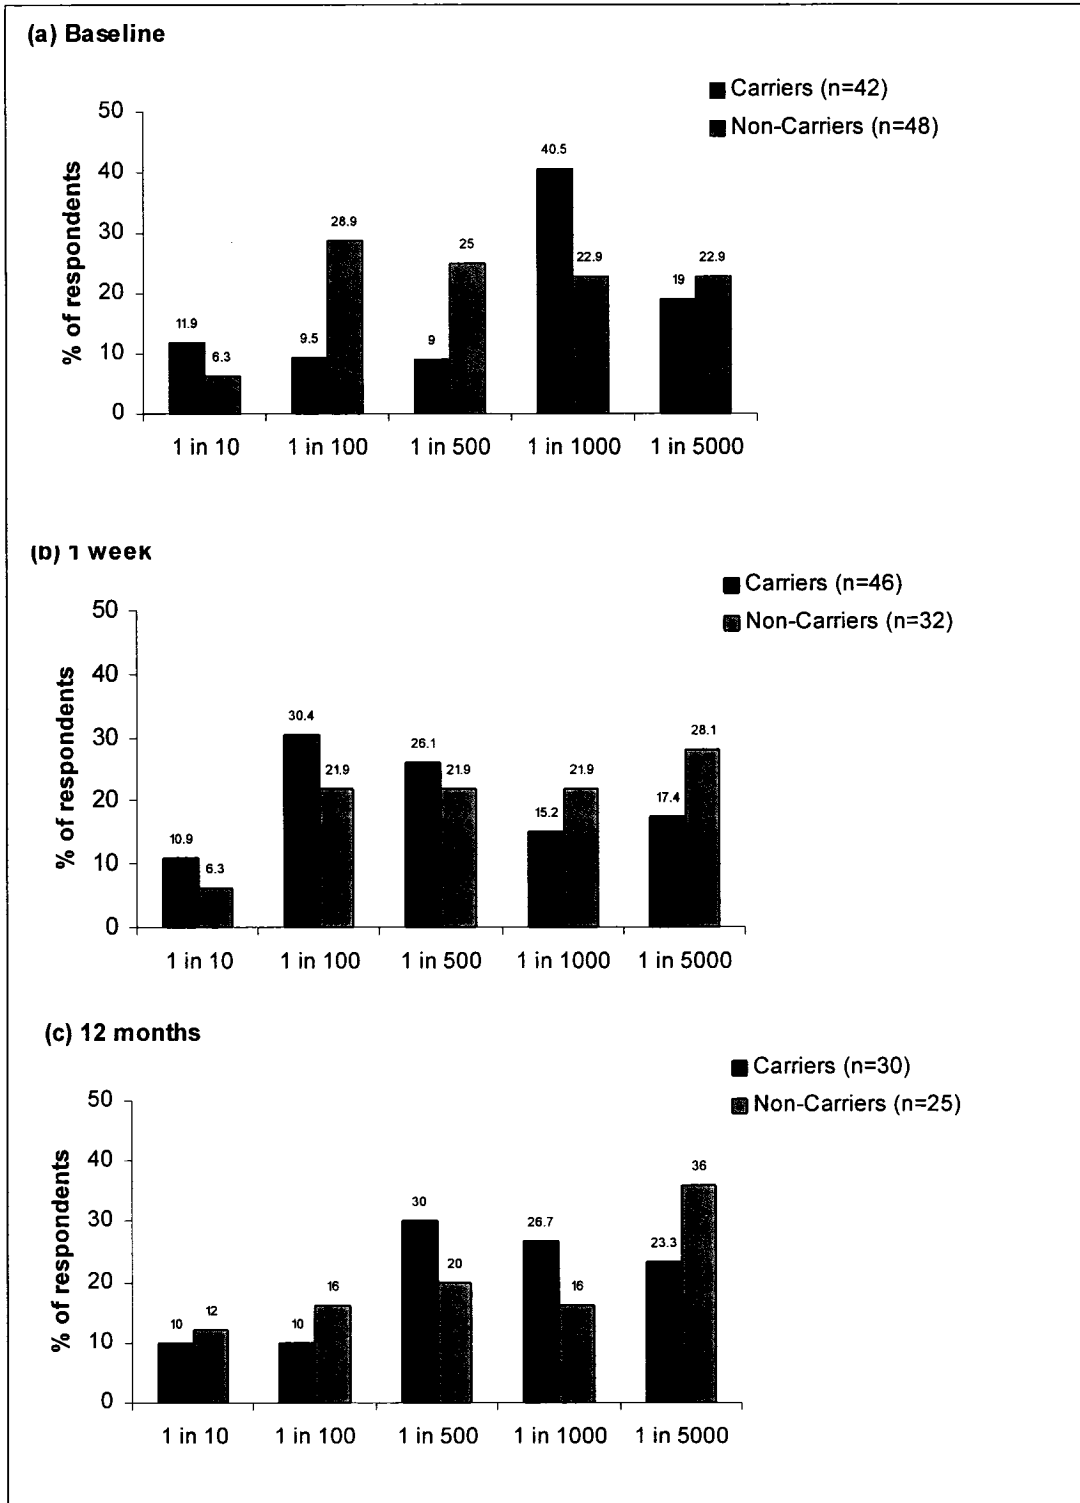 (a) Baseline
Carriers (n=42)
Non-Carriers (n=48)
% of respondents
50
40
30
20
10
0
11.9
6.3
9.5
28.9
9
25
40.5
22.9
19
22.9
1 in 10
1 in 100
1 in 500
1 in 1000
1 in 5000
(b) 1 week
Carriers (n=46)
Non-Carriers (n=32)
% of respondents
50
40
30
20
10
0
10.9
6.3
30.4
21.9
26.1
21.9
15.2
21.9
17.4
28.1
1 in 10
1 in 100
1 in 500
1 in 1000
1 in 5000
(c) 12 months
Carriers (n=30)
Non-Carriers (n=25)
% of respondents
50
40
30
20
10
0
10
12
10
16
30
20
26.7
16
23.3
36
1 in 10
1 in 100
1 in 500
1 in 1000
1 in 5000